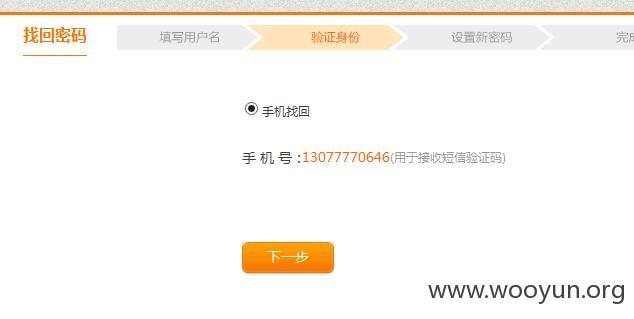 找回密码
填写用户名
验证身份
设置新密码
完成
手机找回
手 机 号 :13077770646(用于接收短信验证码)
下一步
www.wooyun.org